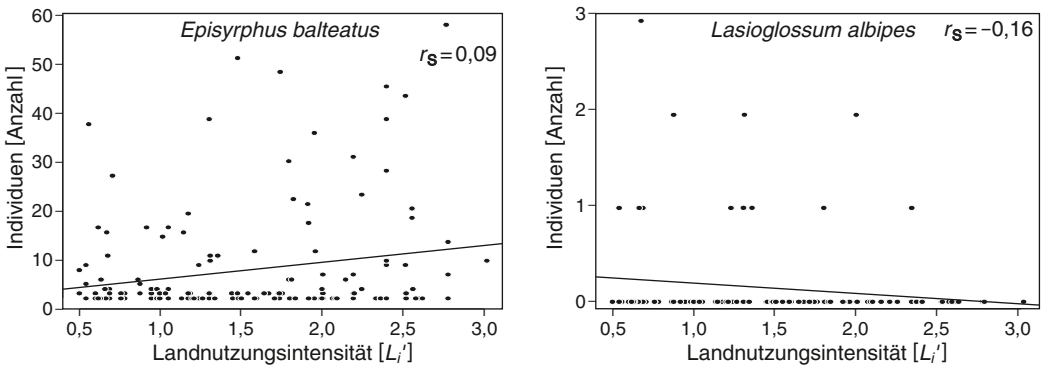 Episyrphus balteatus
rS = 0,09
Individuen [Anzahl]
60
50
40
30
20
10
0
0,5 1,0 1,5 2,0 2,5 3,0
Landnutzungsintensität [Li']
Lasioglossum albipes rS = –0,16
Individuen [Anzahl]
3
2
1
0
0,5 1,0 1,5 2,0 2,5 3,0
Landnutzungsintensität [Li']